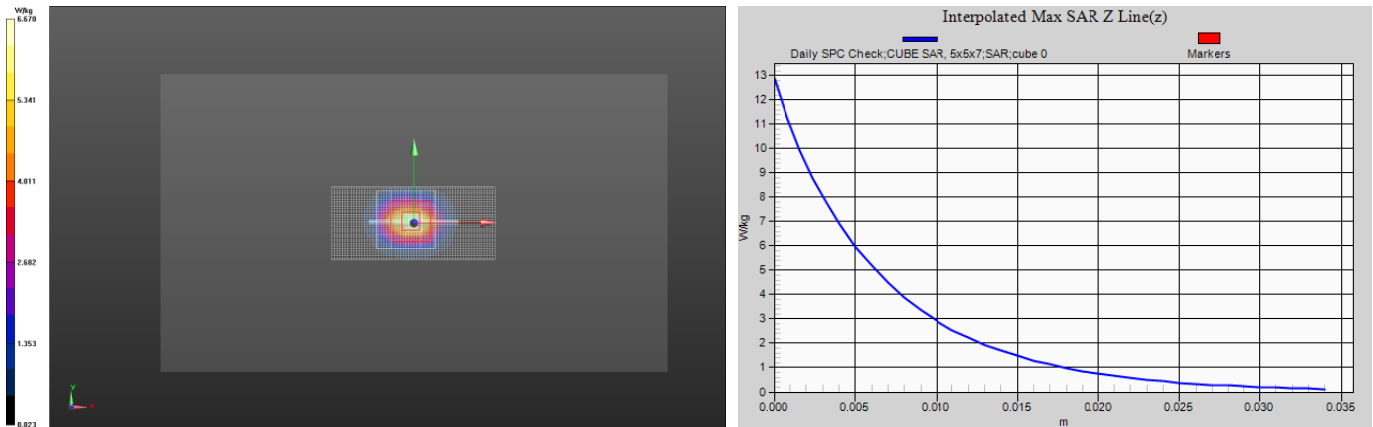 W/kg
6.670
5.341
4.011
2.682
1.353
0.023
Y
x
Interpolated Max SAR Z Line(z)
Daily SPC Check;CUBE SAR, 5x5x7;SAR;cube 0
Markers
13
12
11
10
9
8
7
6
5
4
3
2
1
0
W/kg
0.000 0.005 0.010 0.015 0.020 0.025 0.030 0.035
m